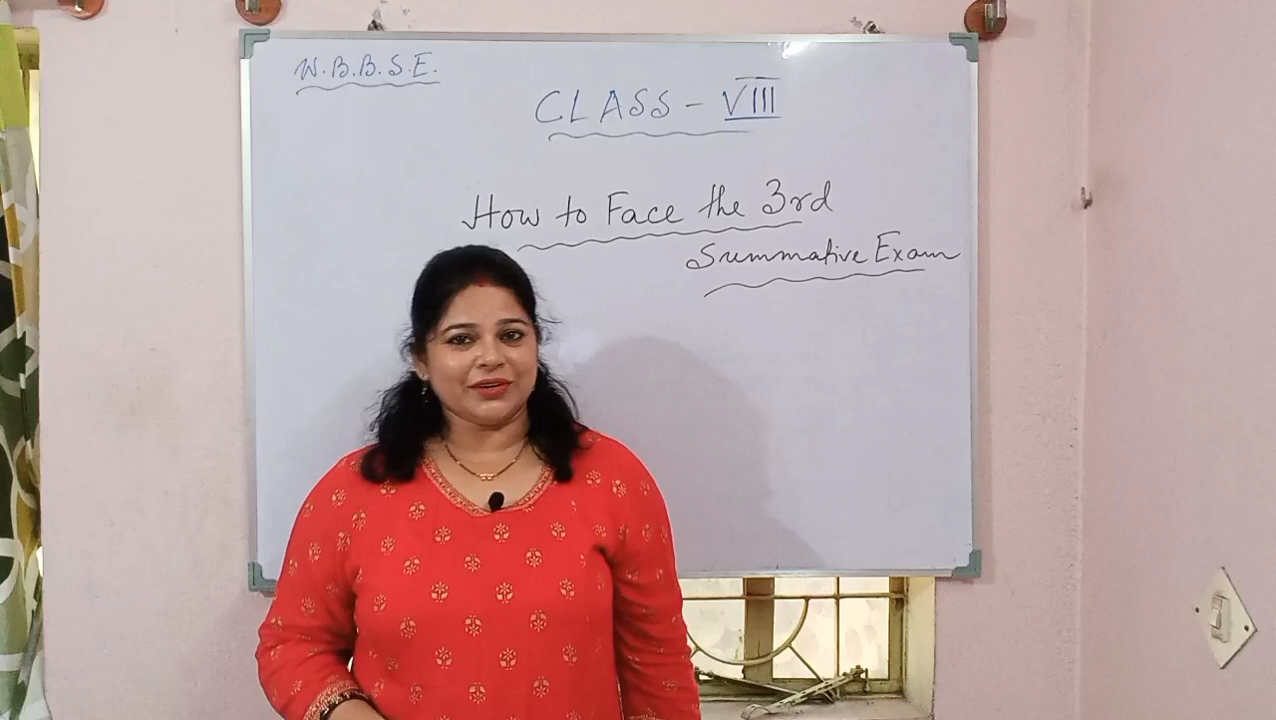 W.B.B.S.E.
CLASS - VIII
How to Face the 3rd
Summative Exam